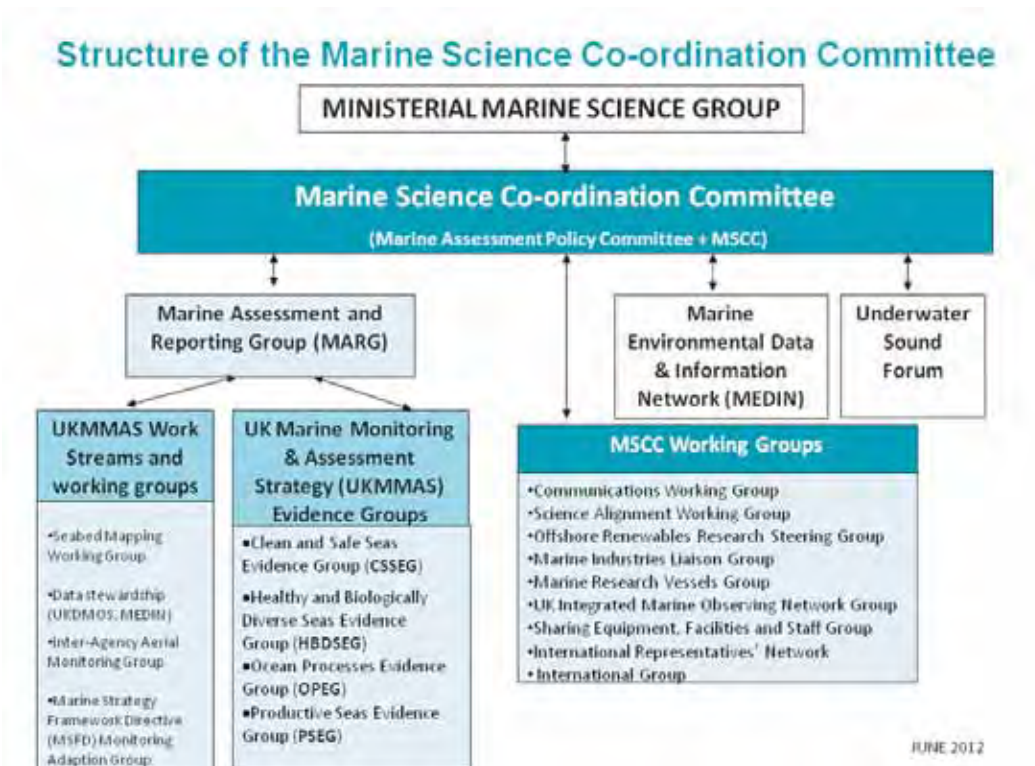 Structure of the Marine Science Co-ordination Committee
MINISTERIAL MARINE SCIENCE GROUP
Marine Science Co-ordination Committee
(Marine Assessment Policy Committee + MSCC)
Marine Assessment and
Reporting Group (MARG)
Marine
Environmental Data
& Information
Network (MEDIN)
Underwater
Sound
Forum
UKMMAS Work
Streams and
working groups
•Seabed Mapping
Working Group
•Data stewardship
(UKDMOS, MEDIN)
•Inter-Agency Aerial
Monitoring Group
•Marine Strategy
Framework Directive
(MSFD) Monitoring
Adaption Group
UK Marine Monitoring
& Assessment
Strategy (UKMMAS)
Evidence Groups
•Clean and Safe Seas
Evidence Group (CSSEG)
•Healthy and Biologically
Diverse Seas Evidence
Group (HBDSEG)
•Ocean Processes Evidence
Group (OPEG)
•Productive Seas Evidence
Group (PSEG)
MSCC Working Groups
•Communications Working Group
•Science Alignment Working Group
•Offshore Renewables Research Steering Group
•Marine Industries Liaison Group
•Marine Research Vessels Group
•UK Integrated Marine Observing Network Group
•Sharing Equipment, Facilities and Staff Group
•International Representatives' Network
• International Group
JUNE 2012